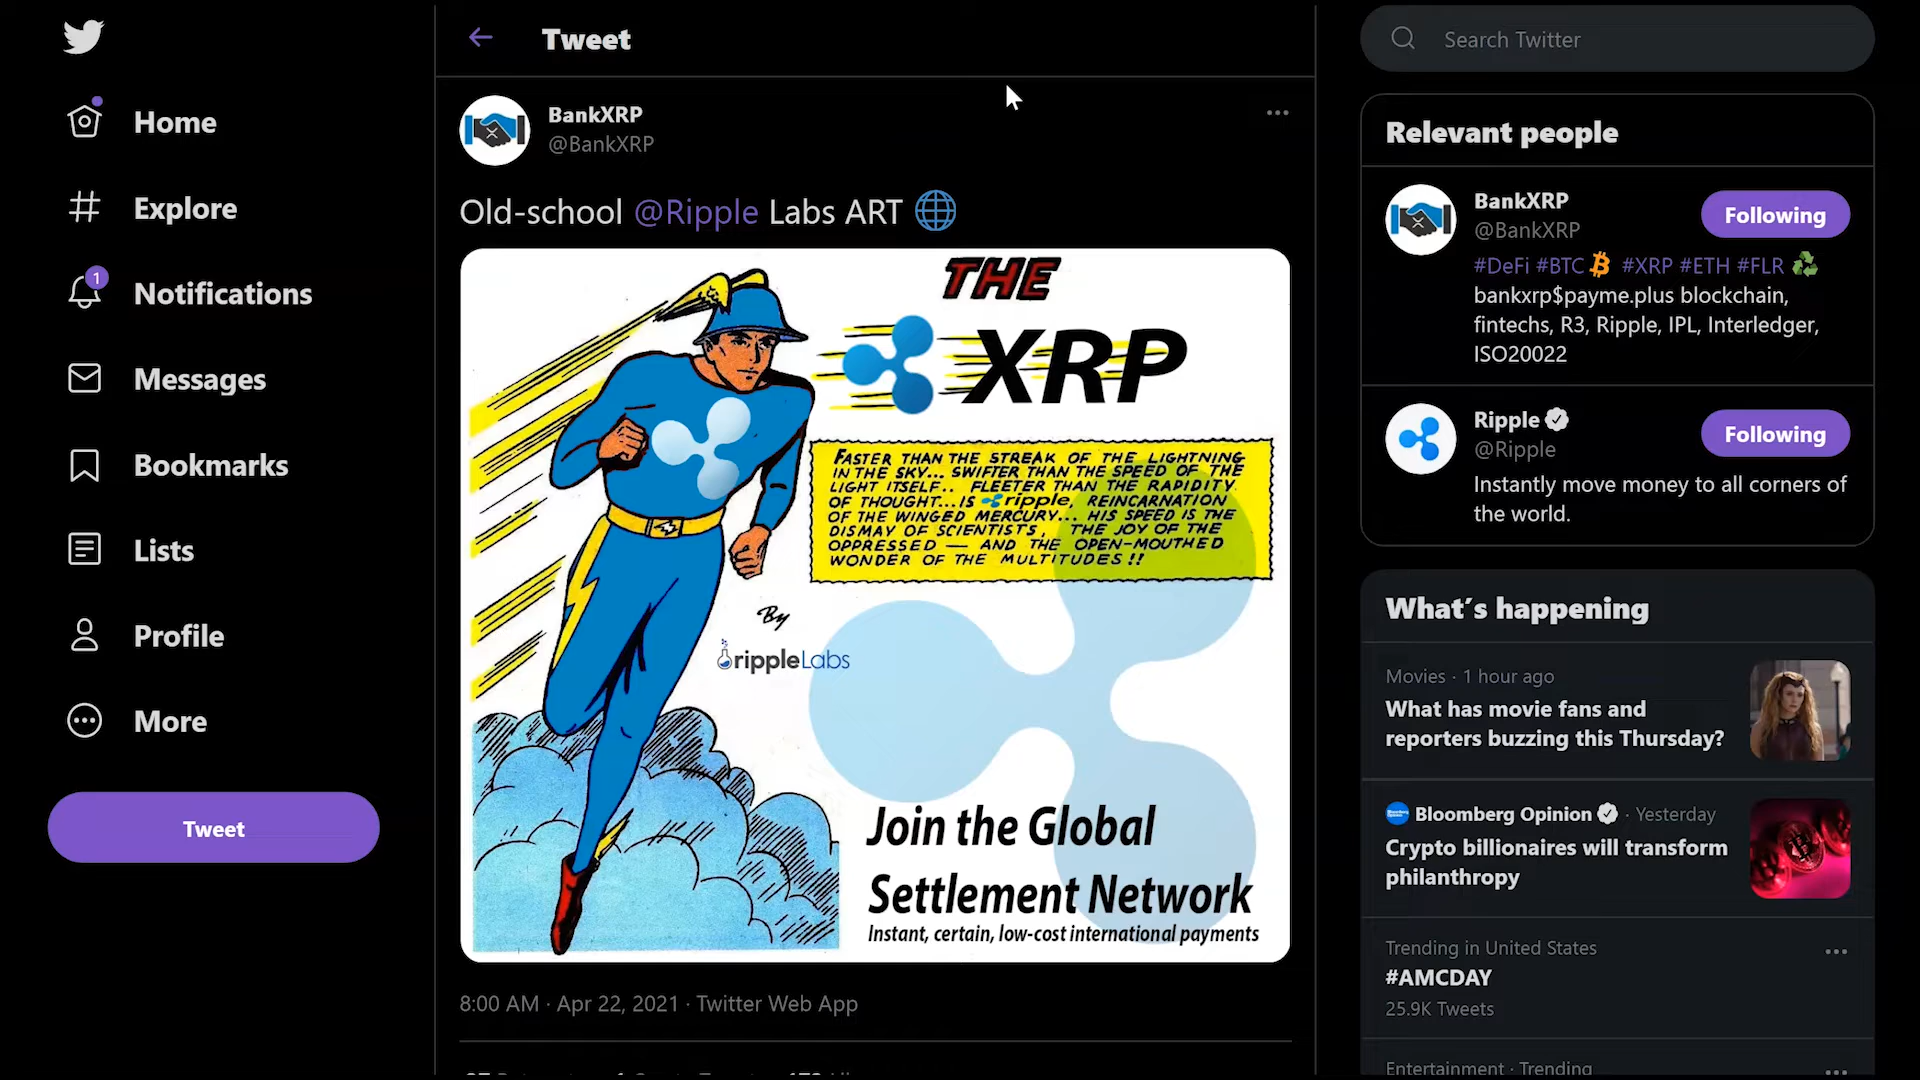 Home
Explore
1
Notifications
Messages
Bookmarks
Lists
Profile
More
Tweet
Tweet
BankXRP
@BankXRP
Old-school @Ripple Labs ART
THE
XRP
FASTER THAN THE STREAK OF THE LIGHTNING
IN THE SKY... SWIFTER THAN THE SPEED OF THE
LIGHT ITSELF.. FLEETER THAN THE RAPIDITY
OF THOUGHT...IS ripple, REINCARNATION
OF THE WINGED MERCURY... HIS SPEED IS THE
DISMAY OF SCIENTISTS, THE JOY OF THE
OPPRESSED — AND THE OPEN-MOUTHED
WONDER OF THE MULTITUDES!!
By
rippleLabs
Join the Global
Settlement Network
Instant, certain, low-cost international payments
8:00 AM · Apr 22, 2021 · Twitter Web App
Search Twitter
Relevant people
BankXRP
Following
@BankXRP
#DeFi #BTC #XRP #ETH #FLR
bankxrp$payme.plus blockchain,
fintechs, R3, Ripple, IPL, Interledger,
ISO20022
Ripple
Following
@Ripple
Instantly move money to all corners of
the world.
What's happening
Movies · 1 hour ago
What has movie fans and
reporters buzzing this Thursday?
Bloomberg Opinion · Yesterday
Crypto billionaires will transform
philanthropy
Trending in United States
#AMCDAY
25.9K Tweets
Entertainment · Trending